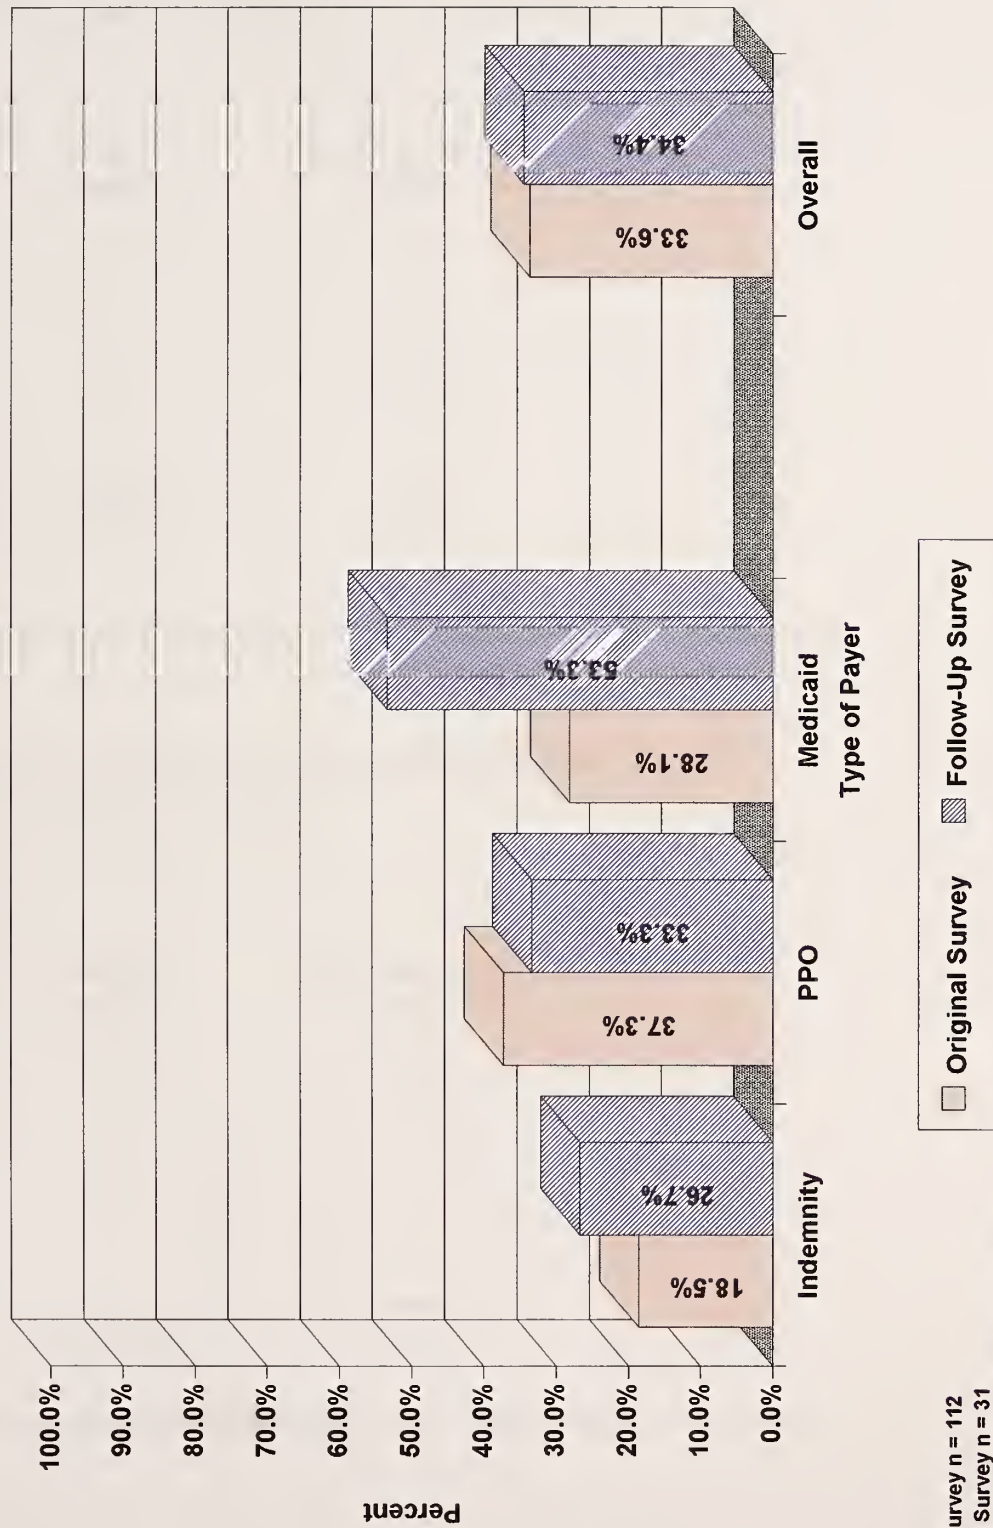 Percent
100.0%
90.0%
80.0%
70.0%
60.0%
50.0%
40.0%
30.0%
20.0%
10.0%
0.0%
18.5%
26.7%
37.3%
33.3%
28.1%
53.3%
33.6%
34.4%
Indemnity
PPO
Medicaid
Overall
Type of Payer
Original Survey
Follow-Up Survey
urvey n = 112
Survey n = 31